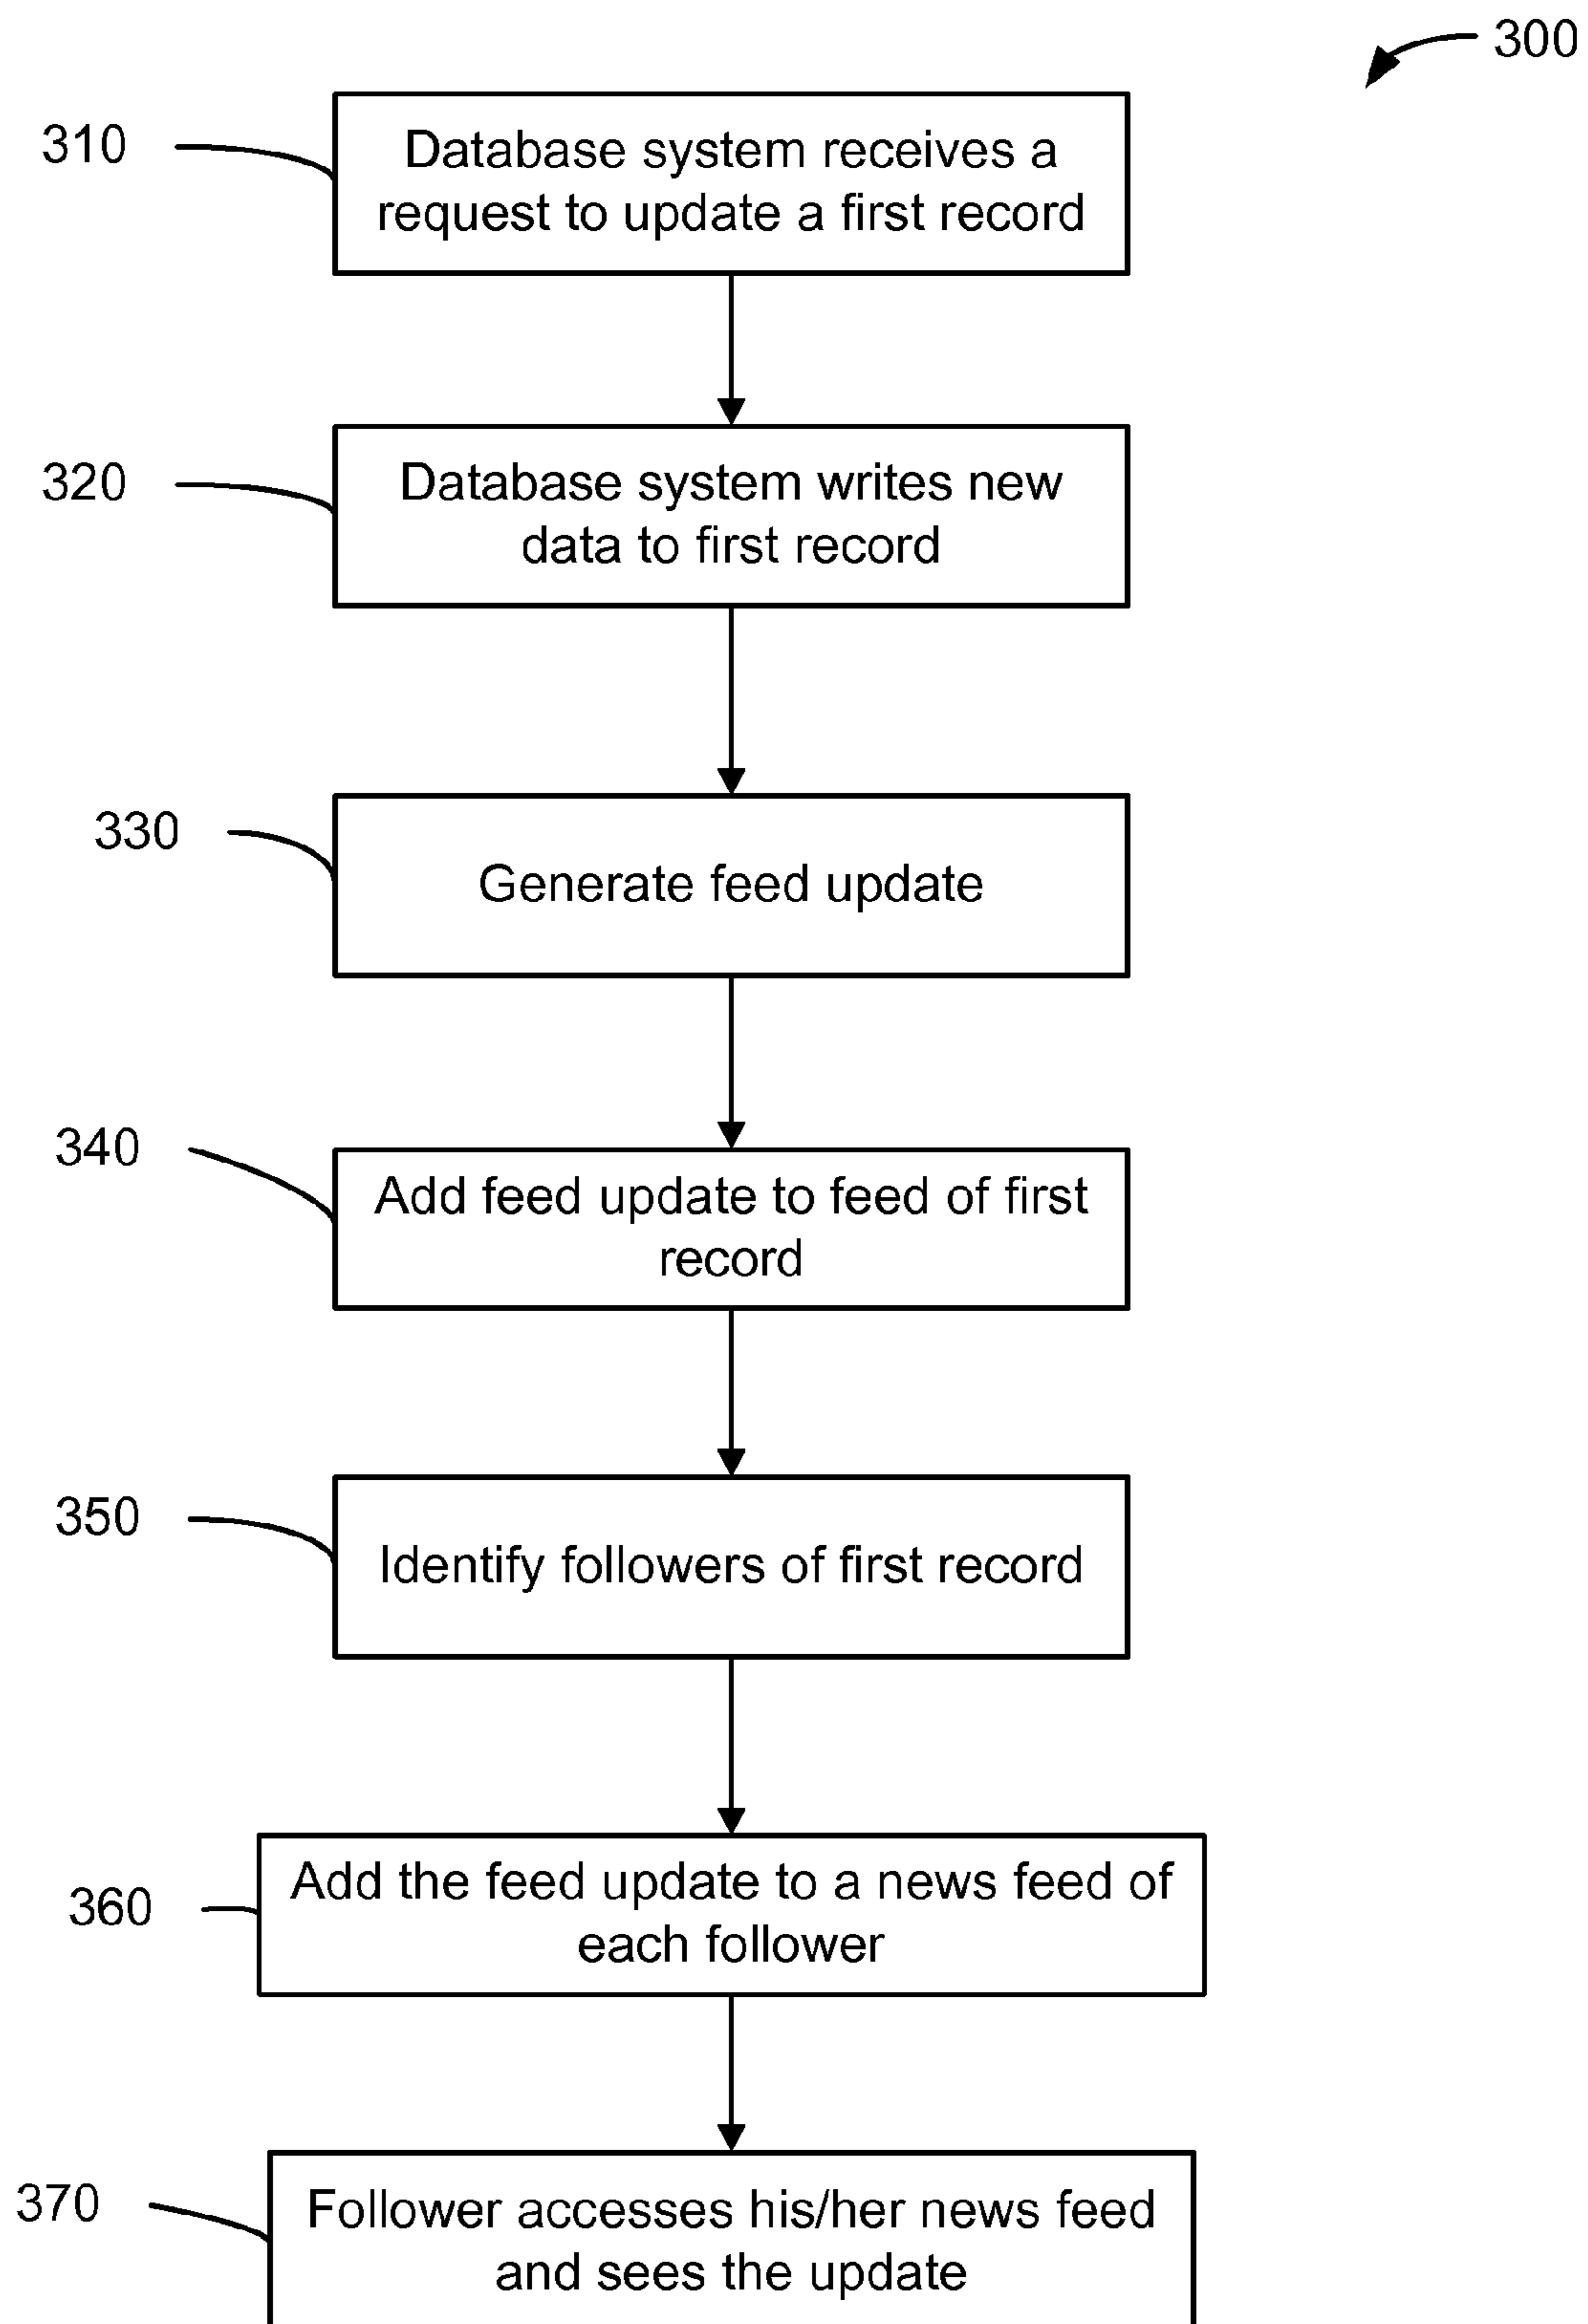 300
310
Database system receives a
request to update a first record
320
Database system writes new
data to first record
330
Generate feed update
340
Add feed update to feed of first
record
350
Identify followers of first record
360
Add the feed update to a news feed of
each follower
370
Follower accesses his/her news feed
and sees the update